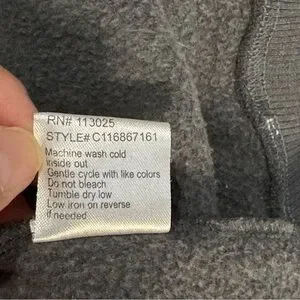 RN# 113025
STYLE# C116867161
Machine wash cold
inside out
Gentle cycle with like colors
Do not bleach
Tumble dry low
Low iron on reverse
if needed